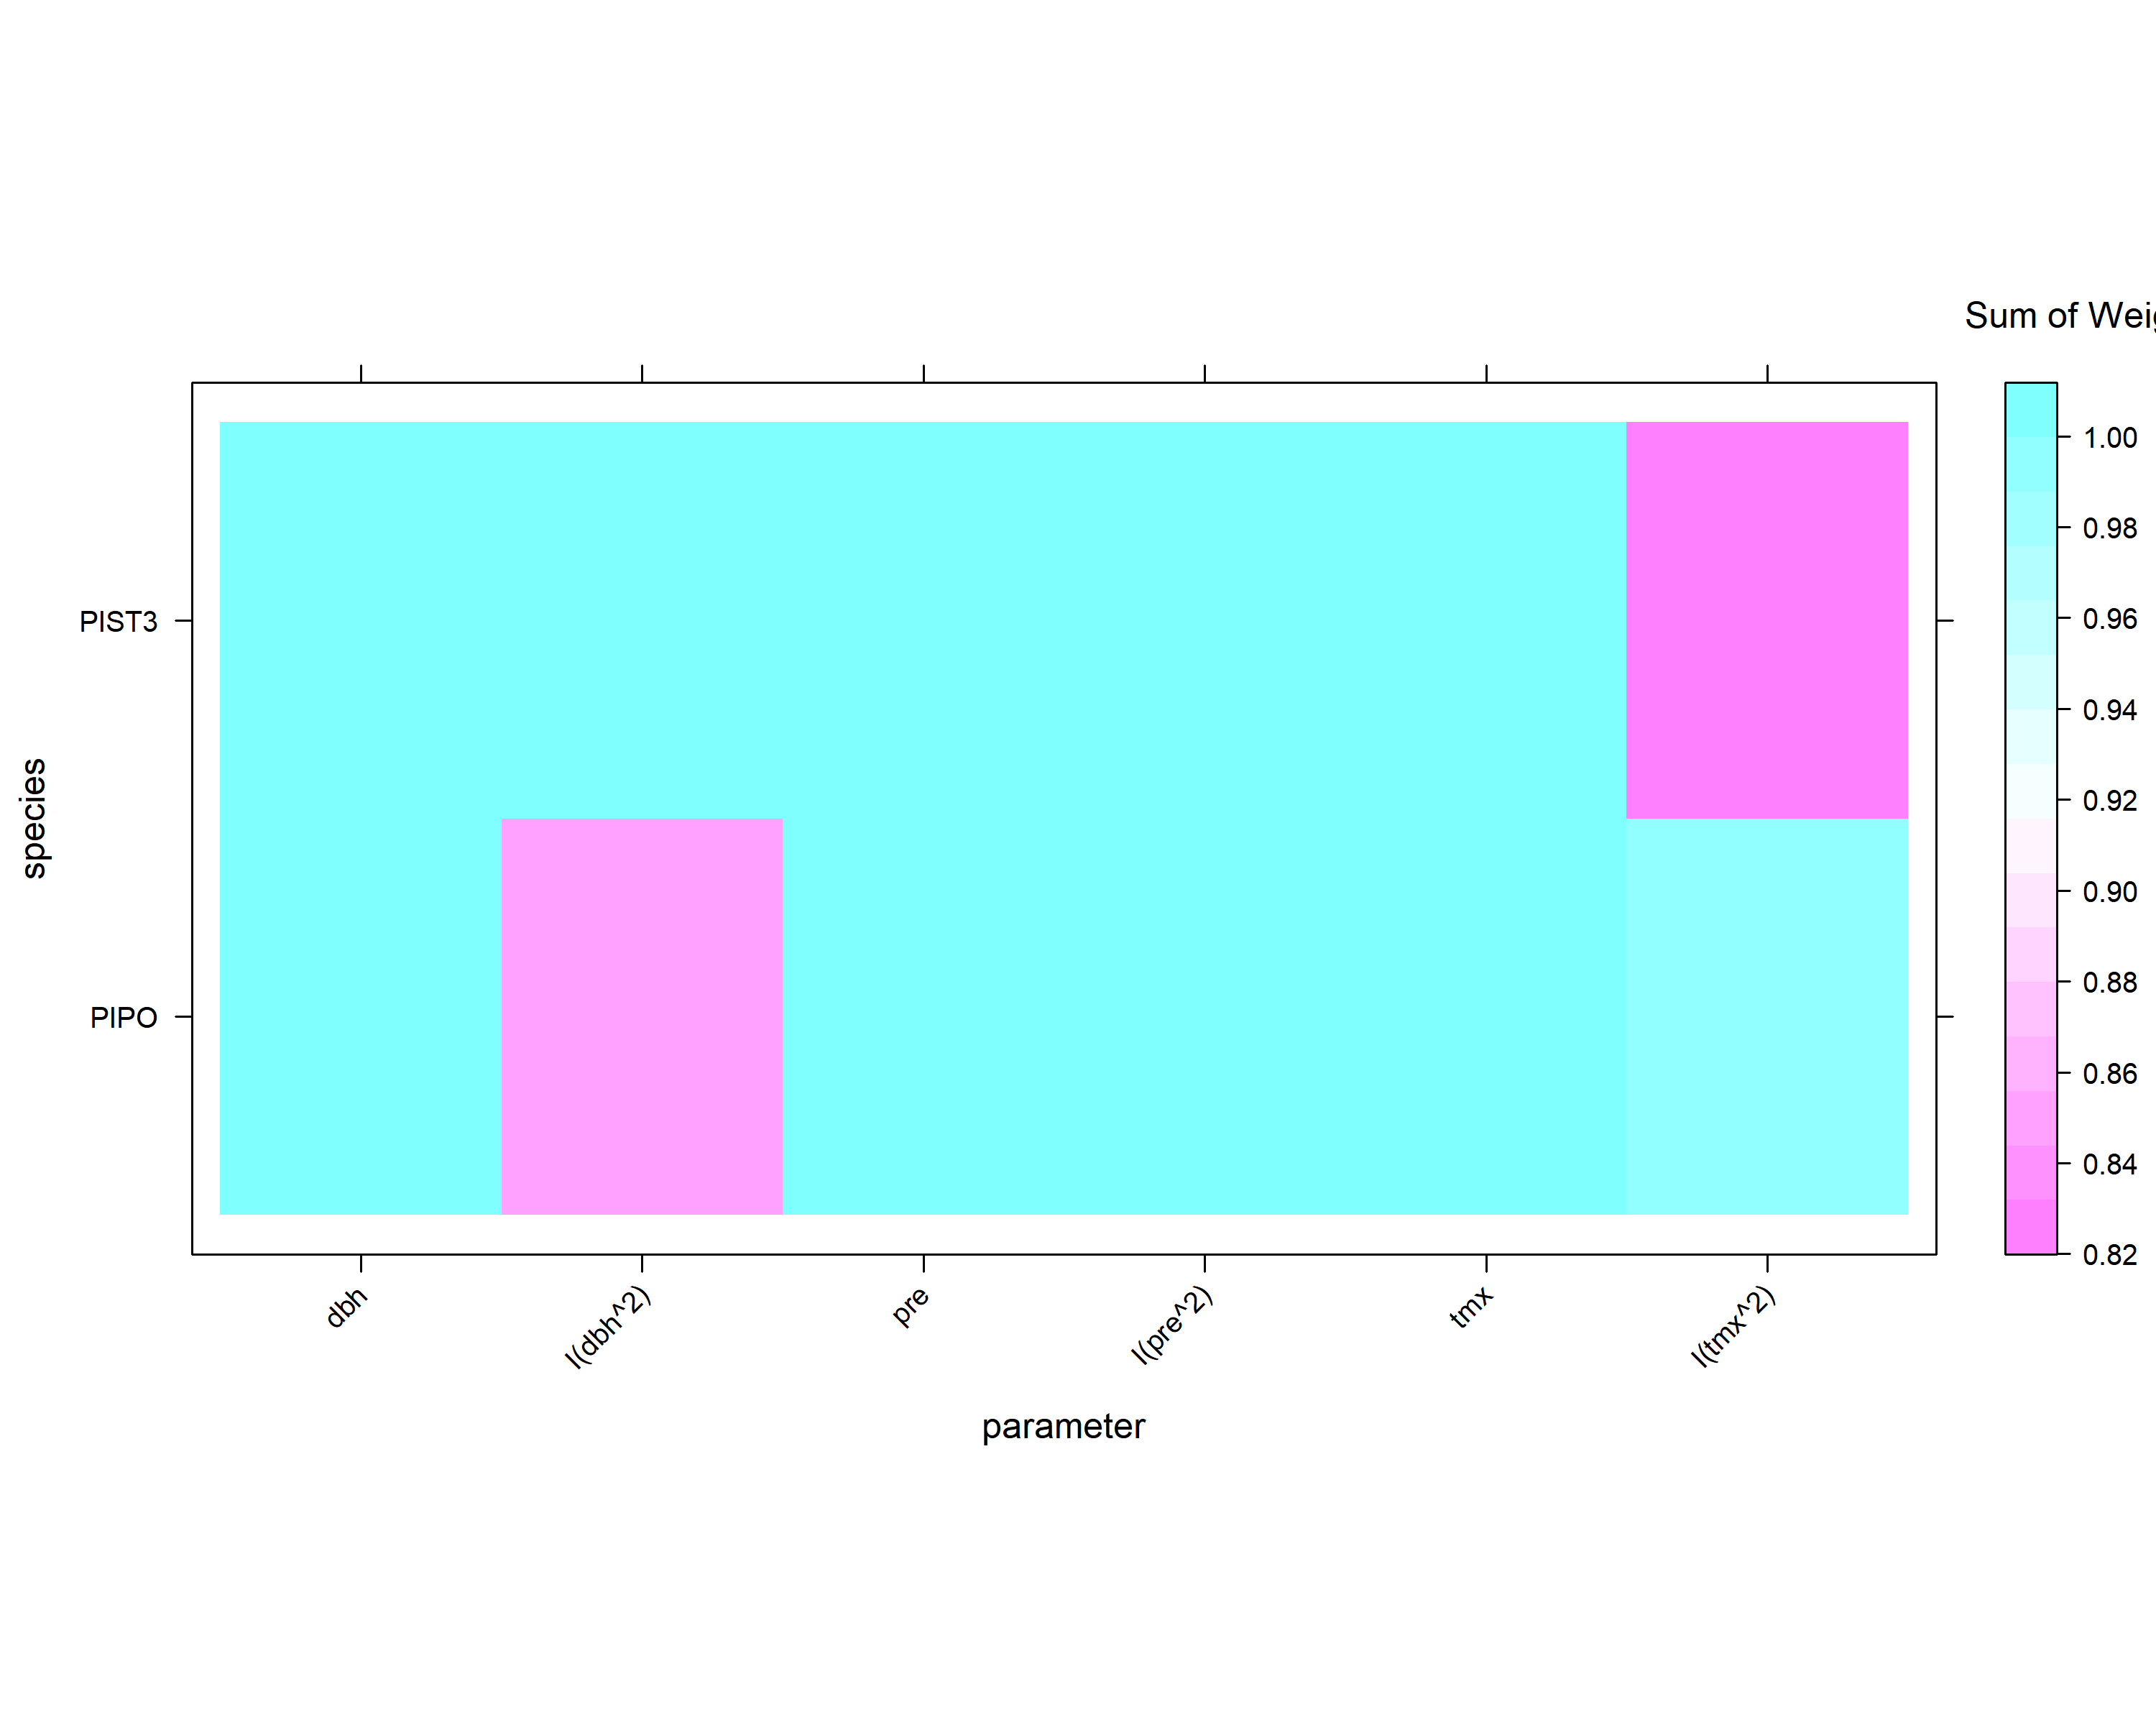 Sum of Weig
1.00
0.98
0.96
0.94
0.92
0.90
0.88
0.86
0.84
0.82
PIST3
PIPO
species
dbh
I(dbh^2)
pre
I(pre^2)
tmx
I(tmx^2)
parameter